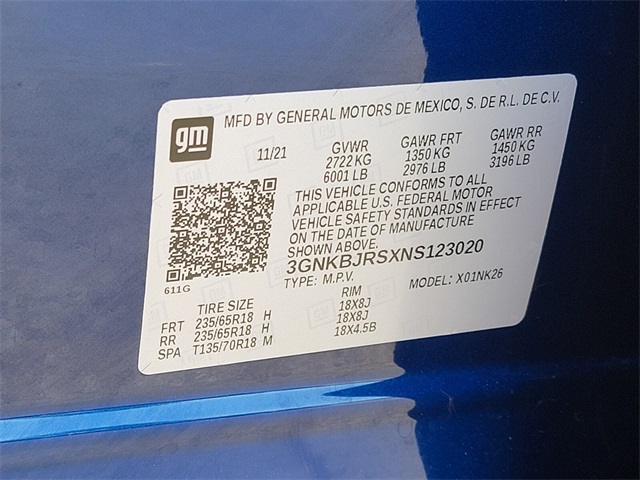 gm
MFD BY GENERAL MOTORS DE MEXICO, S. DE R.L. DE C.V.
11/21 GVWR GAWR FRT GAWR RR
2722 KG 1350 KG 1450 KG
6001 LB 2976 LB 3196 LB
THIS VEHICLE CONFORMS TO ALL
APPLICABLE U.S. FEDERAL MOTOR
VEHICLE SAFETY STANDARDS IN EFFECT
ON THE DATE OF MANUFACTURE
SHOWN ABOVE.
3GNKBJRSXNS123020
611G
TYPE: M.P.V. MODEL: X01NK26
TIRE SIZE RIM
FRT 235/65R18 H 18X8J
RR 235/65R18 H 18X8J
SPA T135/70R18 M 18X4.5B